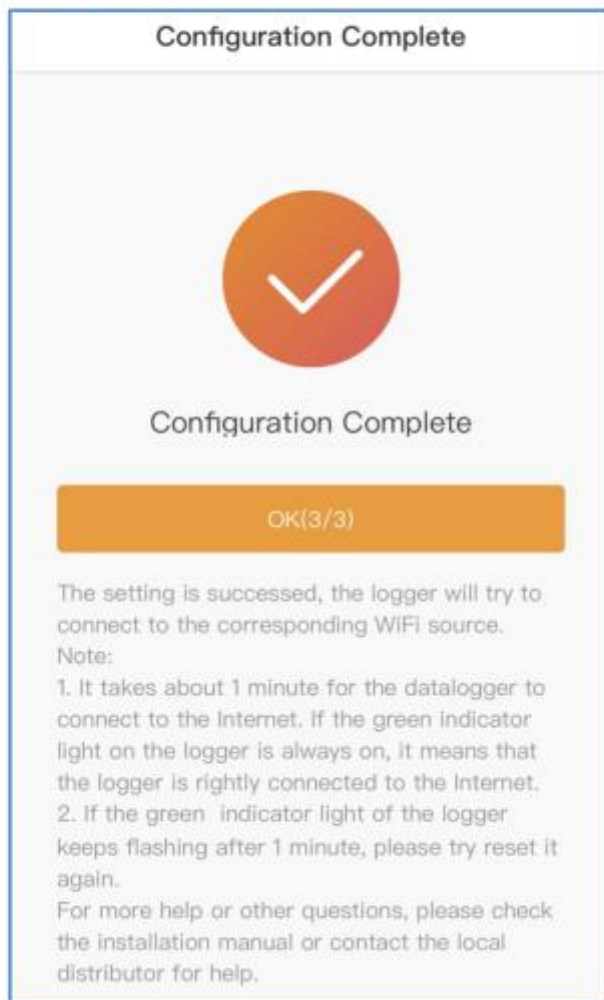 Configuration Complete
Configuration Complete
OK(3/3)
The setting is successed, the logger will try to
connect to the corresponding WiFi source.
Note:
1. It takes about 1 minute for the datalogger to
connect to the Internet. If the green indicator
light on the logger is always on, it means that
the logger is rightly connected to the Internet.
2. If the green indicator light of the logger
keeps flashing after 1 minute, please try reset it
again.
For more help or other questions, please check
the installation manual or contact the local
distributor for help.